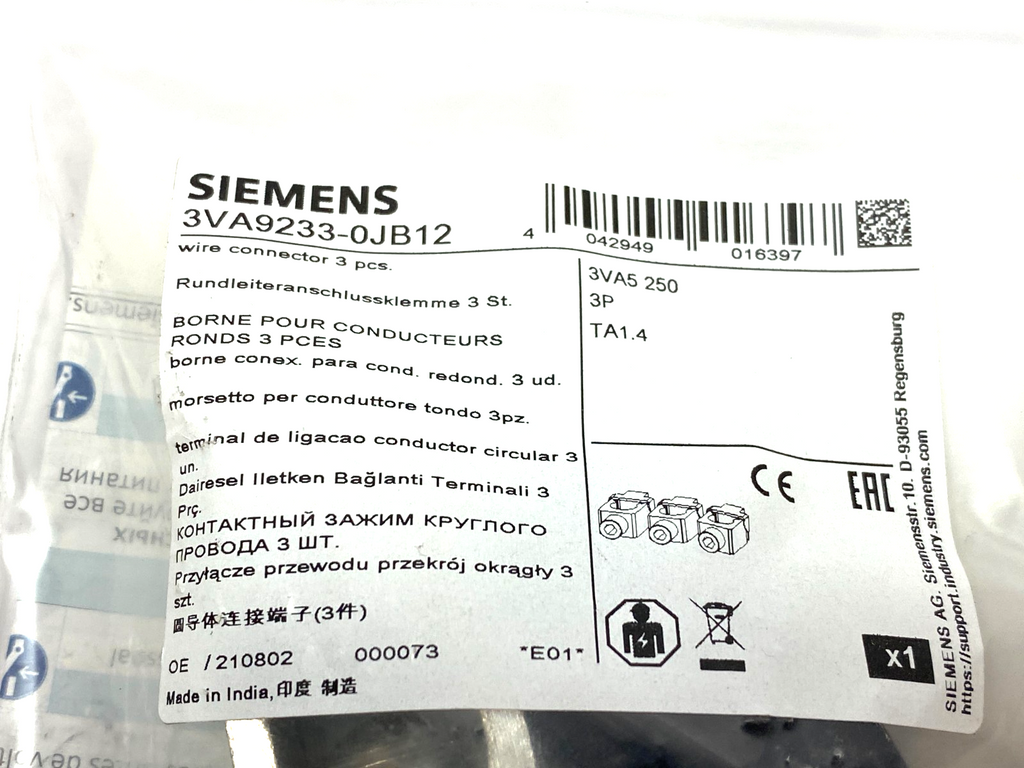 SIEMENS
3VA9233-0JB12
wire connector 3 pcs.
Rundleiteranschlussklemme 3 St.
BORNE POUR CONDUCTEURS
RONDS 3 PCES
borne conex. para cond. redond. 3 ud.
morsetto per conduttore tondo 3pz.
terminal de ligacao conductor circular 3
un.
Dairesel Iletken Bağlanti Terminali 3
Prç.
КОНТАКТНЫЙ ЗАЖИМ КРУГЛОГО
ПРОВОДА 3 ШТ.
Przyłącze przewodu przekrój okrągły 3
szt.
圆导体连接端子(3件)
OE / 210802 000073 *E01*
Made in India,印度 制造
4 042949 016397
3VA5 250
3P
TA1.4
CE EAC
x1
SIEMENS AG, Siemensstr. 10, D-93055 Regensburg
https://support.industry-siemens.com